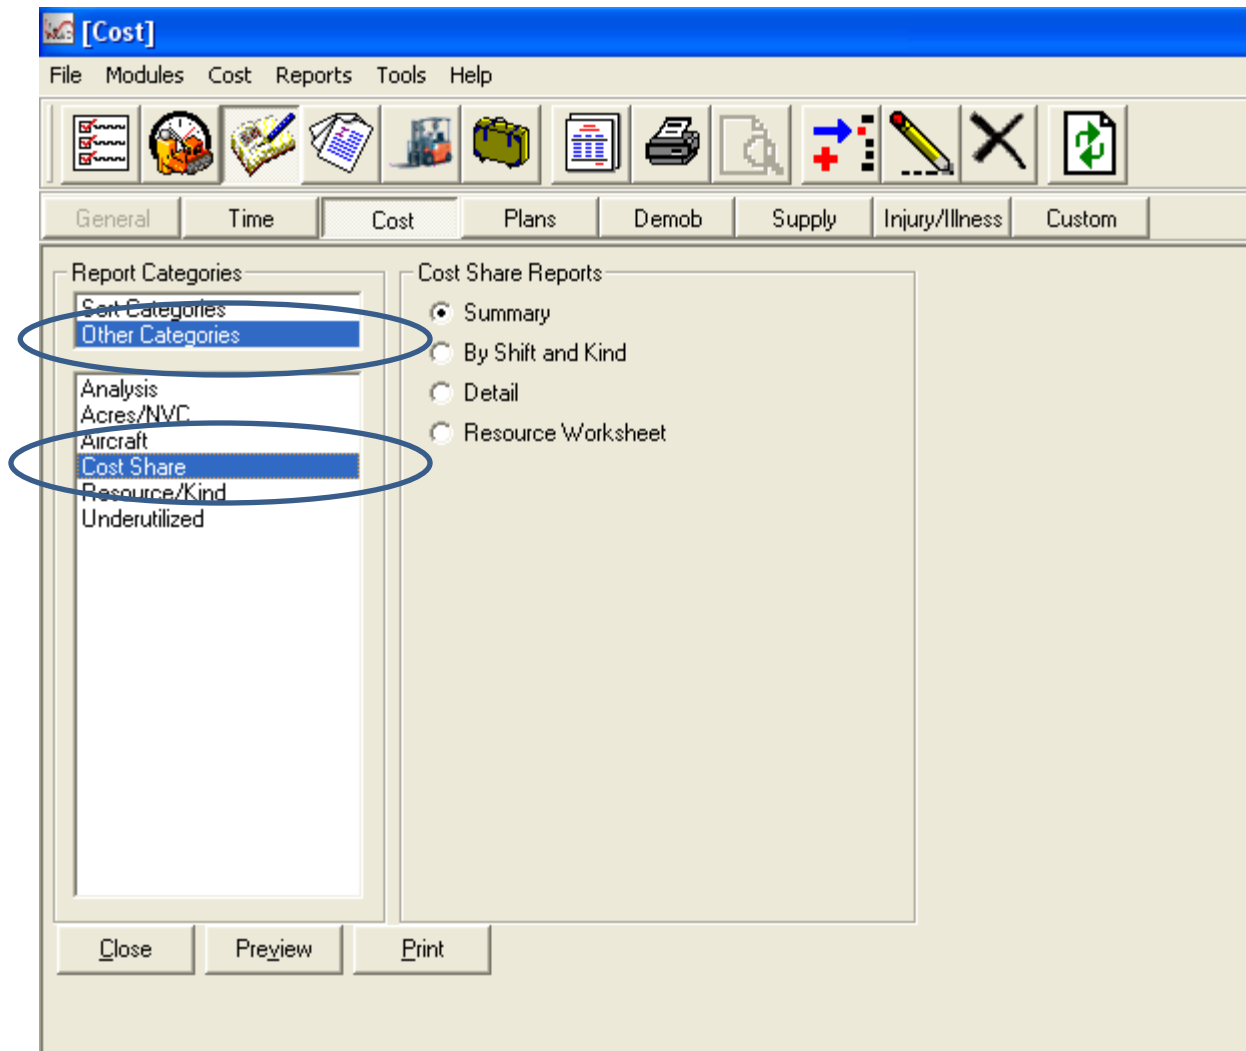 [Cost]
File Modules Cost Reports Tools Help
General Time Cost Plans Demob Supply Injury/Illness Custom
Report Categories
Sort Categories
Other Categories
Analysis
Acres/NVC
Aircraft
Cost Share
Resource/Kind
Underutilized
Cost Share Reports
Summary
By Shift and Kind
Detail
Resource Worksheet
Close Preview Print